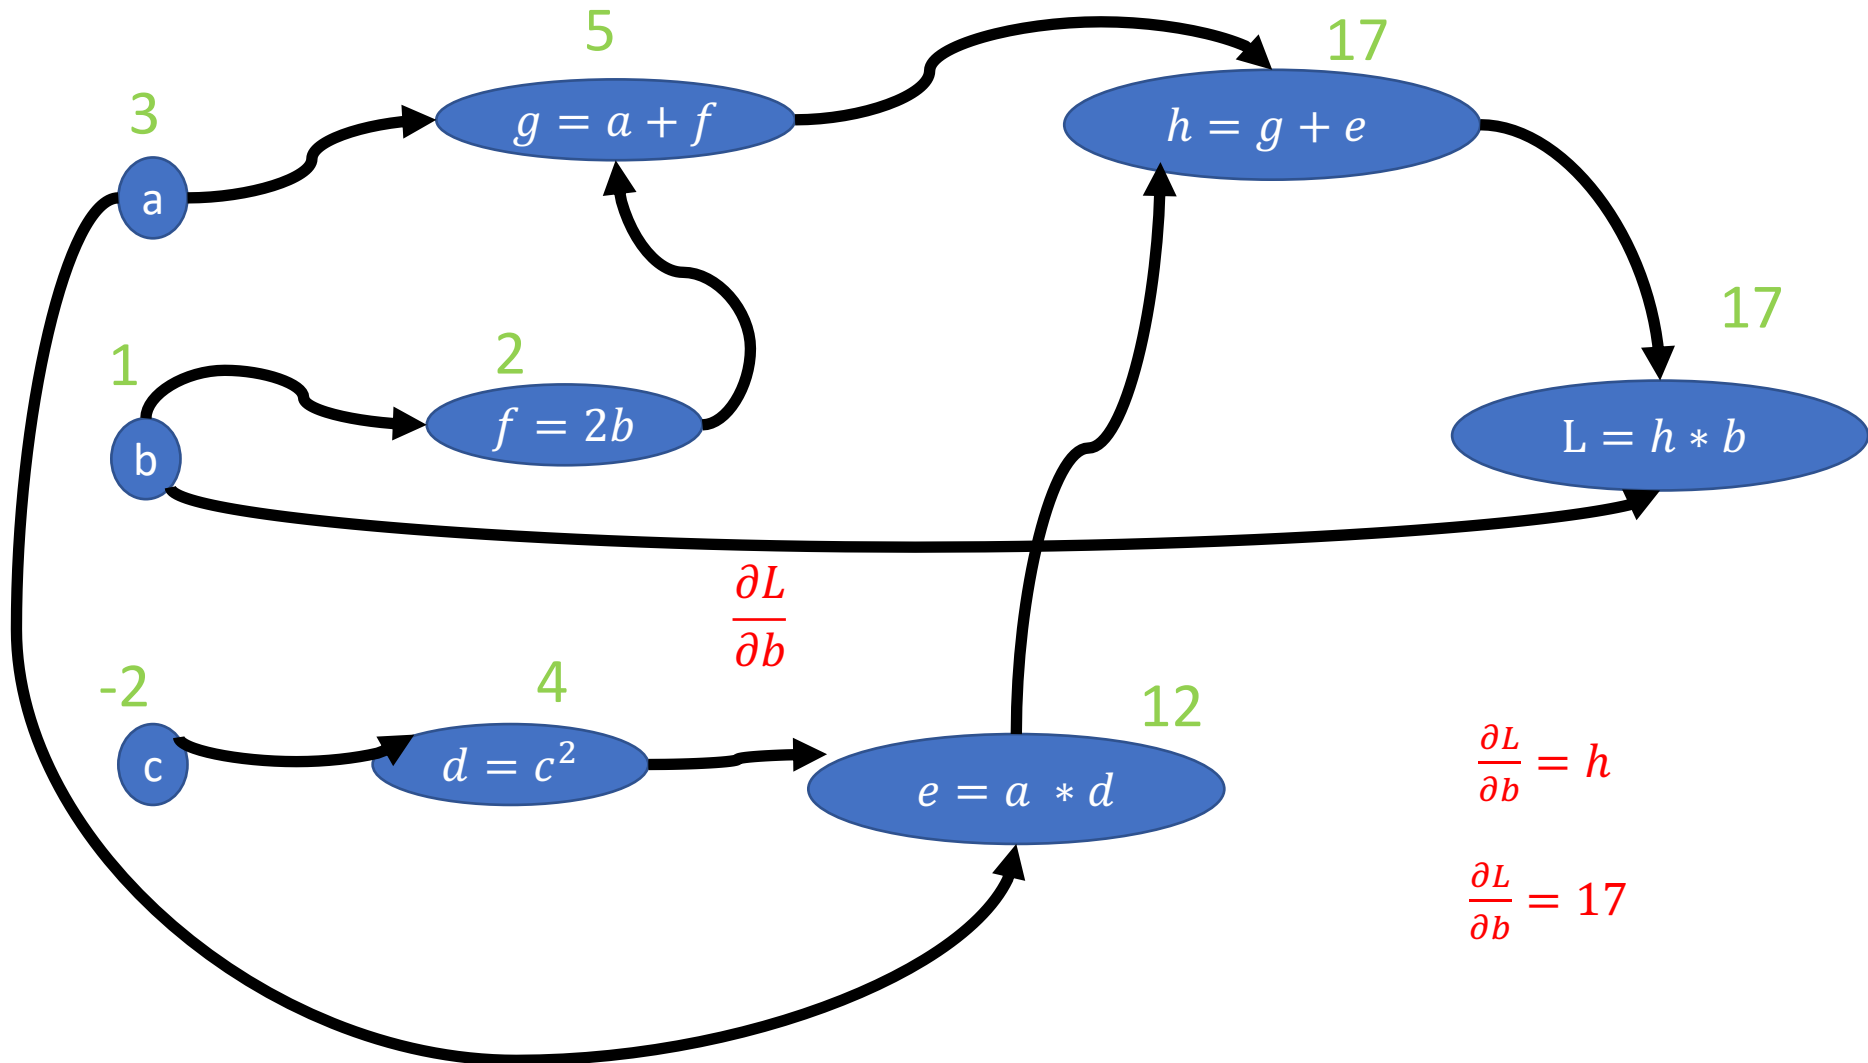 5
17
3
g = a + f
h = g + e
a
17
1
2
f = 2b
L = h ∗ b
b
∂L
∂b
-2
4
12
c
d = c²
e = a ∗ d
∂L/∂b = h
∂L/∂b = 17